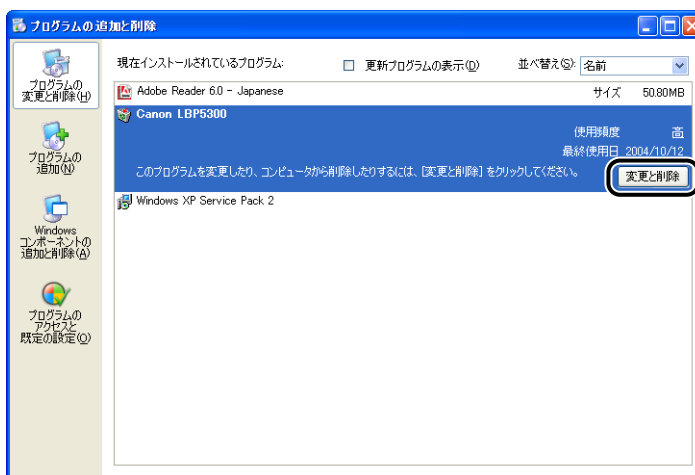 プログラムの追加と削除
プログラムの
変更と削除(H)
プログラムの
追加(N)
Windows
コンポーネントの
追加と削除(A)
プログラムの
アクセスと
既定の設定(O)
現在インストールされているプログラム:
更新プログラムの表示(D)
並べ替え(S):
名前
Adobe Reader 6.0 - Japanese
サイズ
50.80MB
Canon LBP5300
使用頻度
高
最終使用日
2004/10/12
このプログラムを変更したり、コンピュータから削除したりするには、[変更と削除] をクリックしてください。
変更と削除
Windows XP Service Pack 2